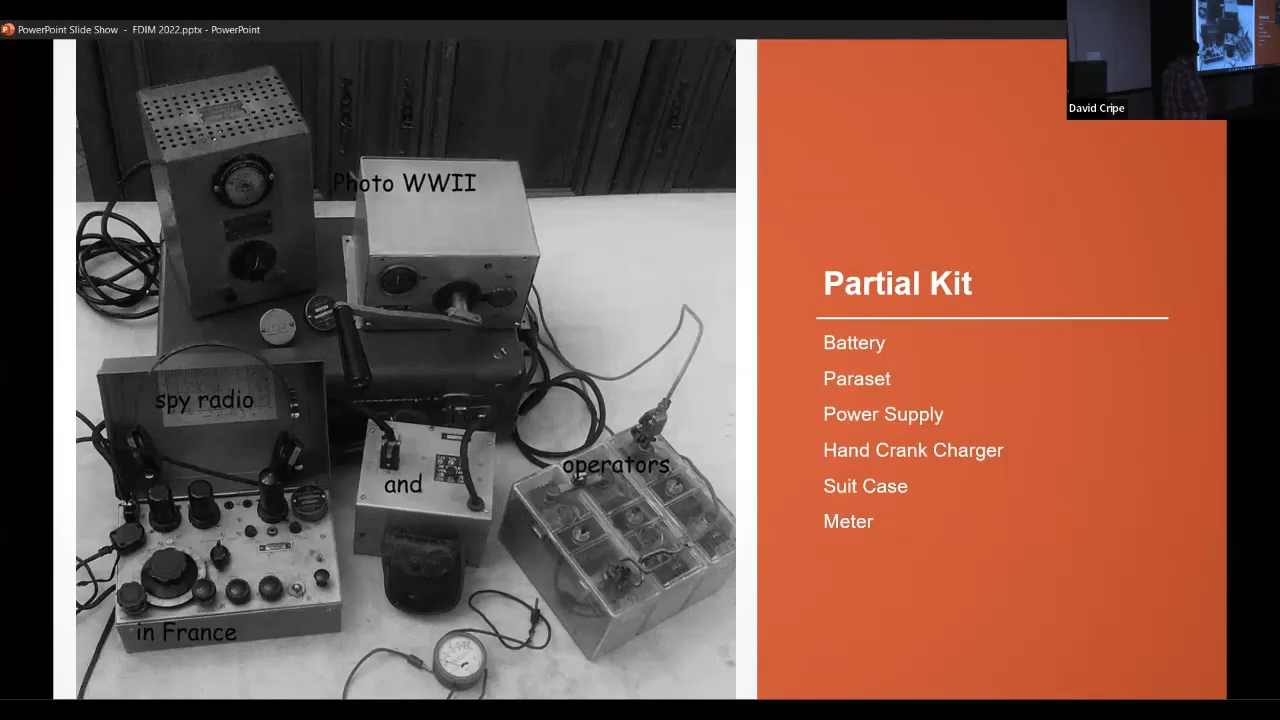 PowerPoint Slide Show - FDIM 2022.pptx - PowerPoint
David Cripe
Photo WWII
spy radio
and
operators
in France
Partial Kit
Battery
Paraset
Power Supply
Hand Crank Charger
Suit Case
Meter